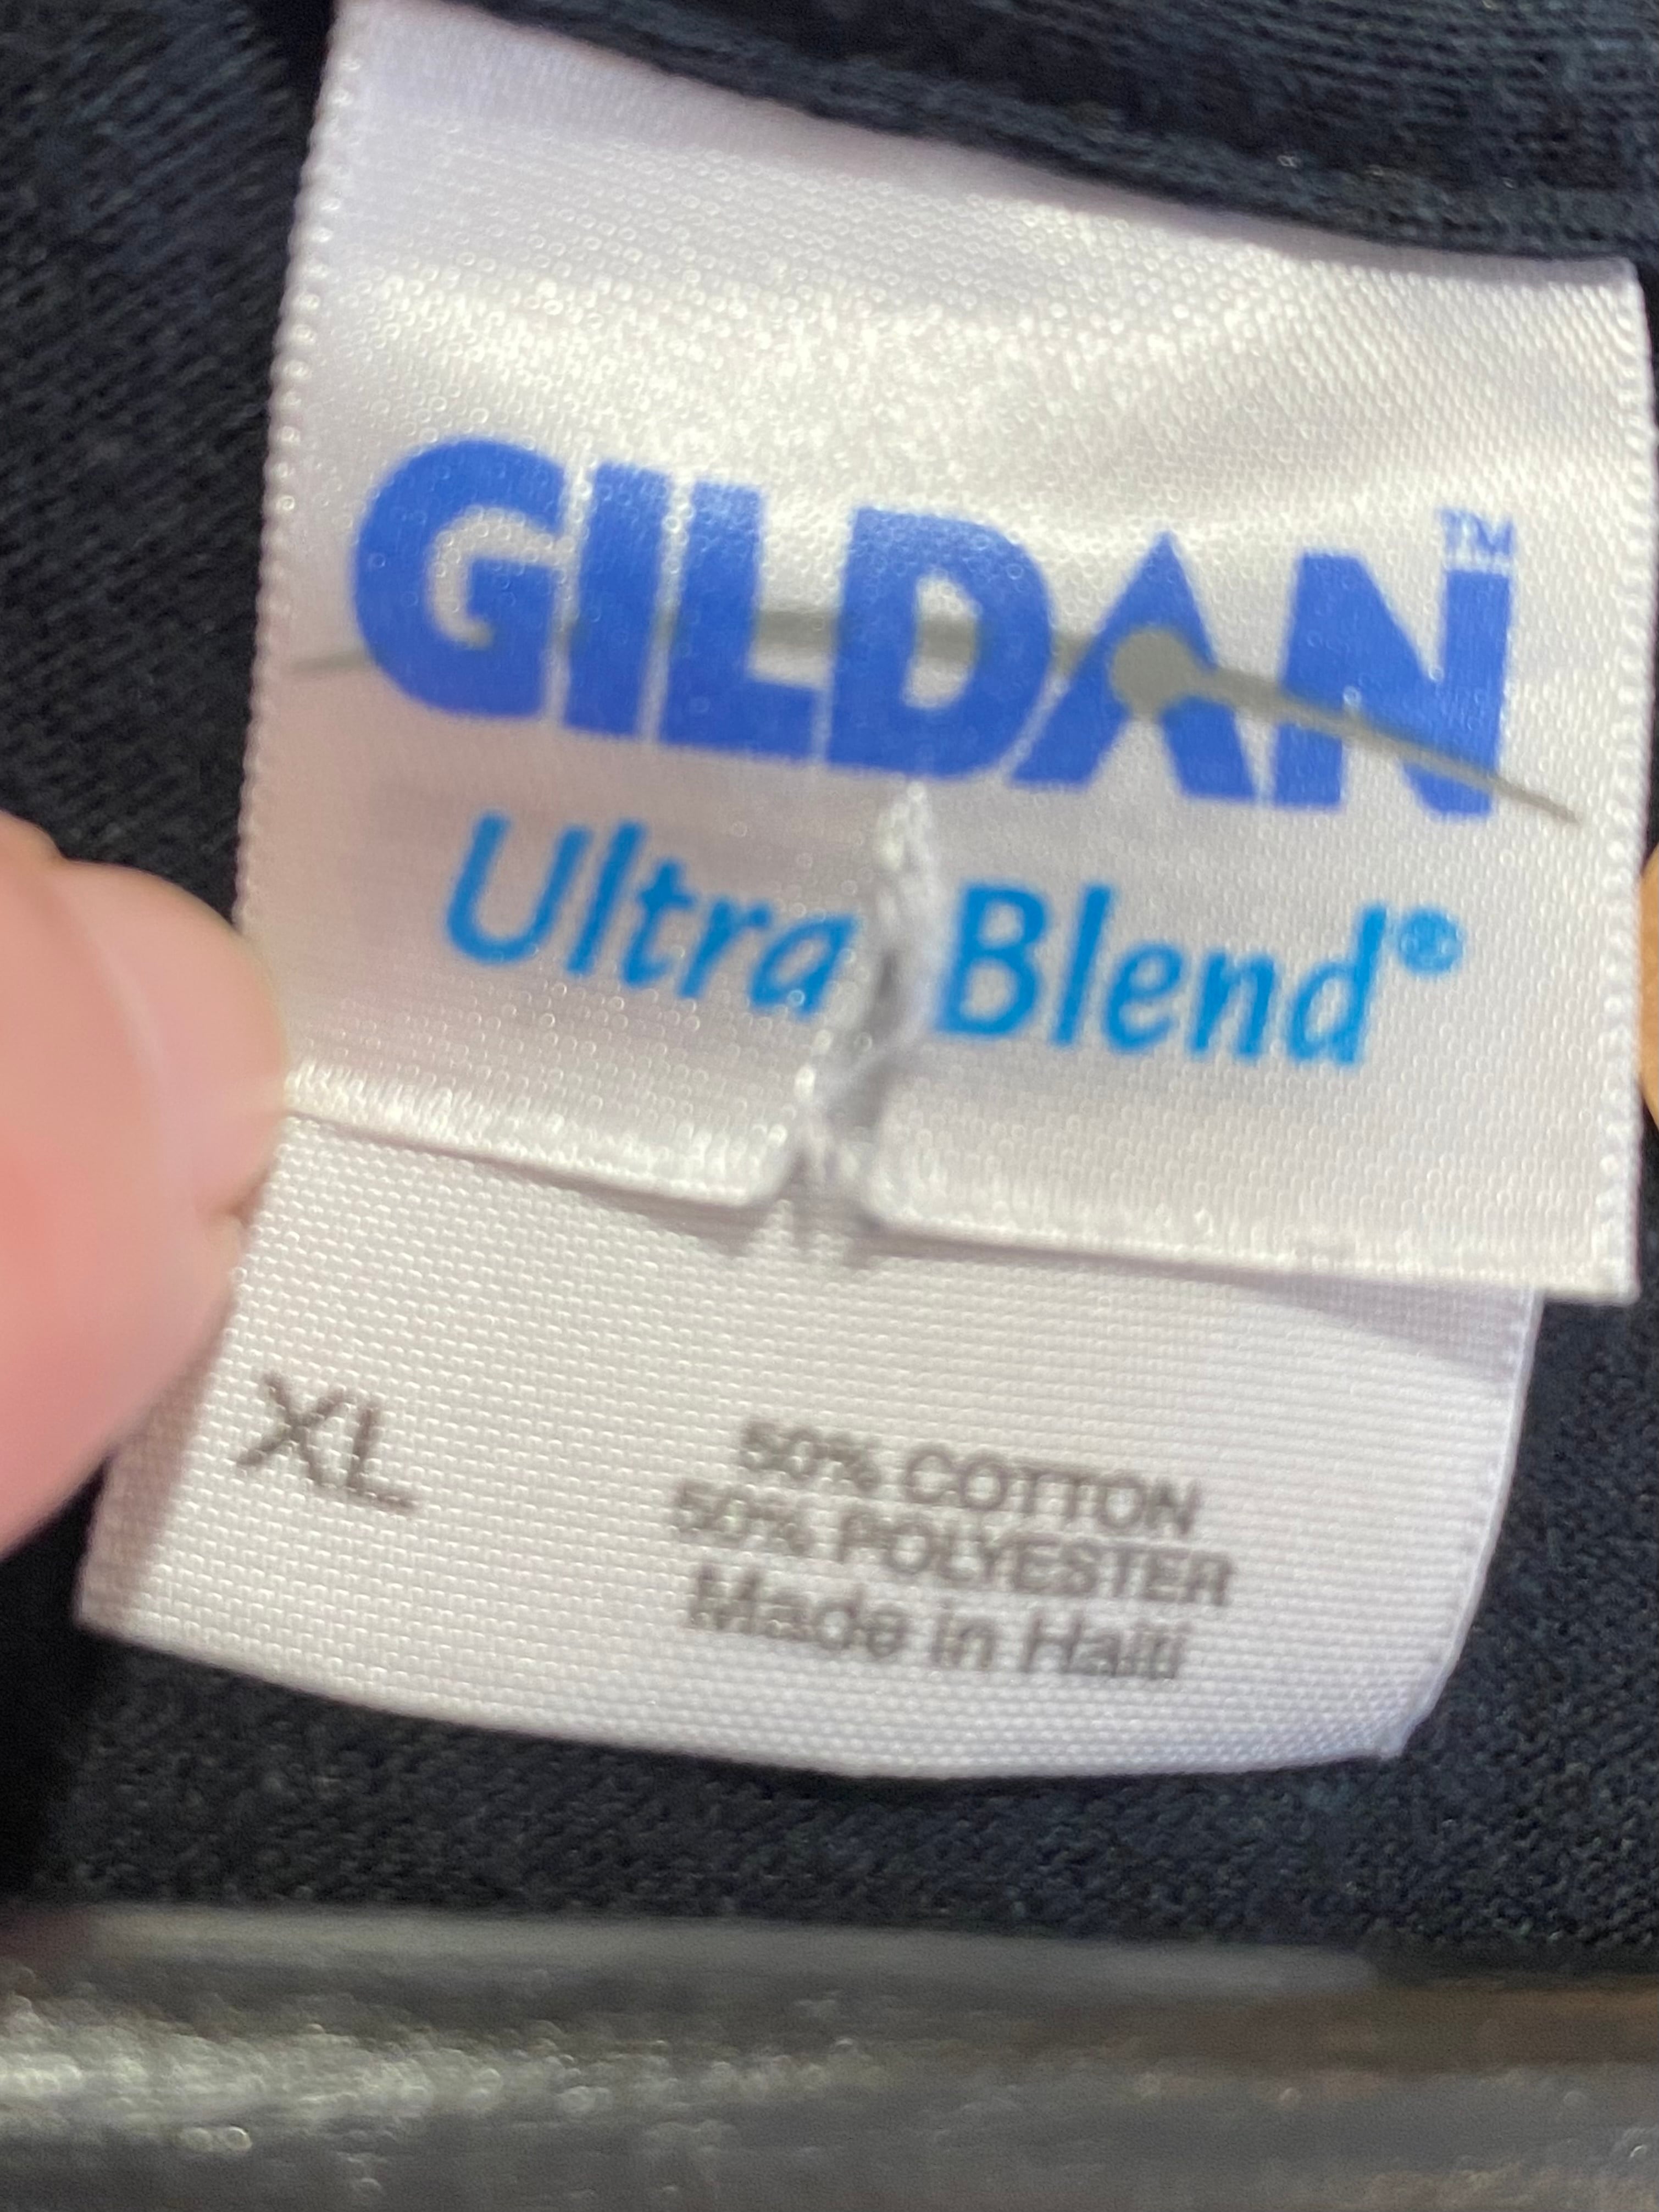 GILDAN™
Ultra Blend®
XL
50% COTTON
50% POLYESTER
Made in Haiti